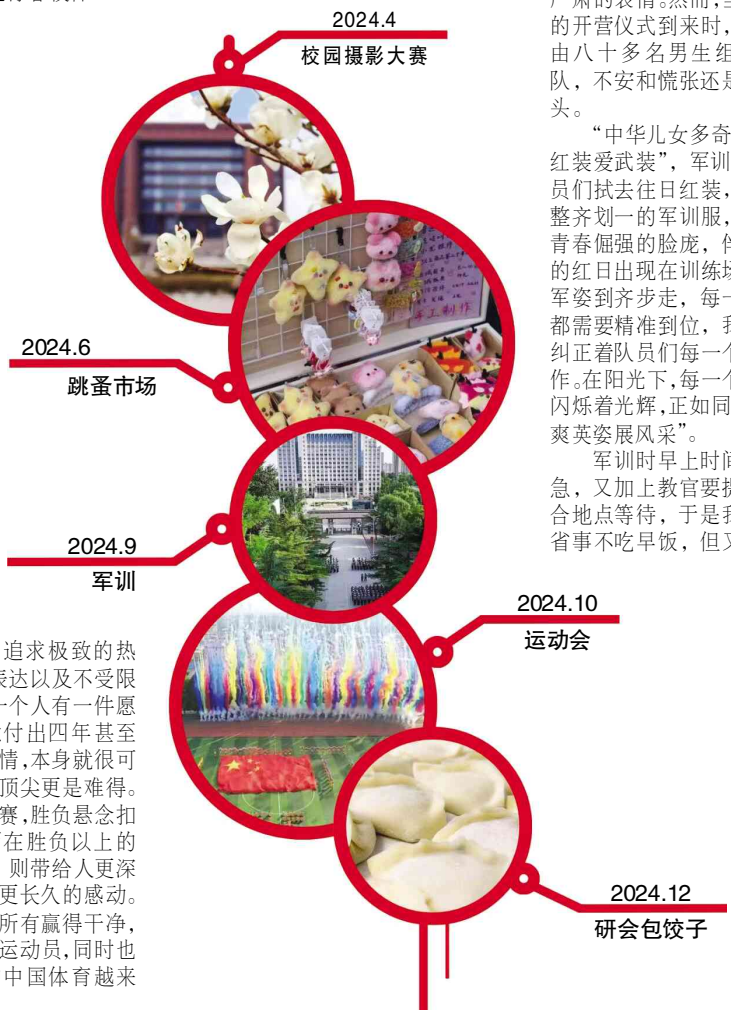 2024.4
校园摄影大赛
2024.6
跳蚤市场
手工制作
2024.9
军训
2024.10
运动会
2024.12
研会包饺子
的开营仪式到来时,
由八十多名男生组
队，不安和慌张还是
头。
“中华儿女多奇
红装爱武装”，军训
员们拭去往日红装，
整齐划一的军训服，
青春倔强的脸庞，伴
的红日出现在训练场
军姿到齐步走，每一
都需要精准到位，我
纠正着队员们每一个
作。在阳光下,每一个
闪烁着光辉,正如同
爽英姿展风采”。
军训时早上时间
急，又加上教官要提
合地点等待，于是我
省事不吃早饭，但又
追求极致的热
表达以及不受限
一个人有一件愿
付出四年甚至
情,本身就很可
顶尖更是难得。
赛,胜负悬念扣
在胜负以上的
则带给人更深
更长久的感动。
所有赢得干净,
运动员,同时也
中国体育越来